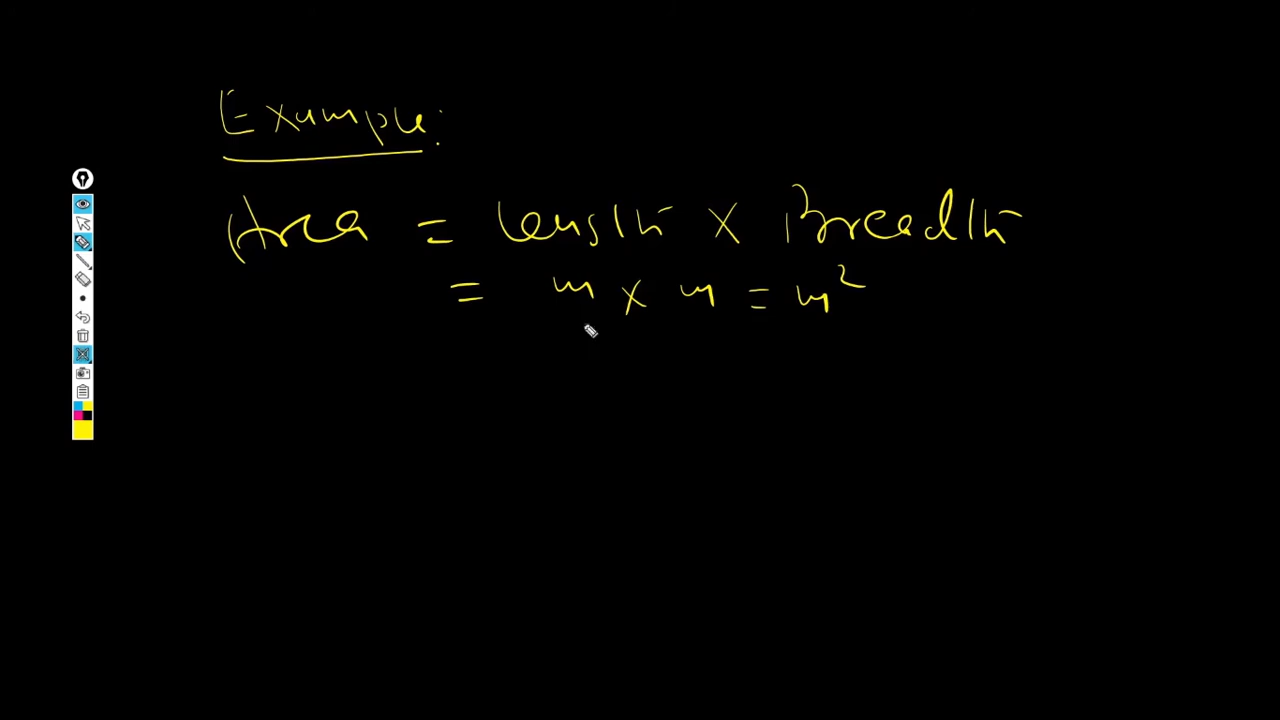 Example:
Area = length x Breadth
= m x m = m²